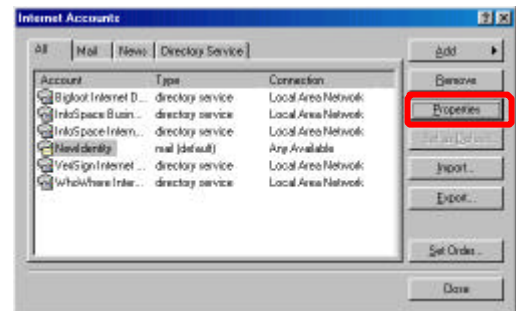 Internet Accounts
All Mail News Directory Service Add
Account Type Connection Remove
Bigfoot Internet D... directory service Local Area Network
InfoSpace Busin... directory service Local Area Network Properties
InfoSpace Intern... directory service Local Area Network
NewIdentity mail (default) Any Available Set as Default
VeriSign Internet ... directory service Local Area Network
WhoWhere Inter... directory service Local Area Network Import...
Export...
Set Order...
Close